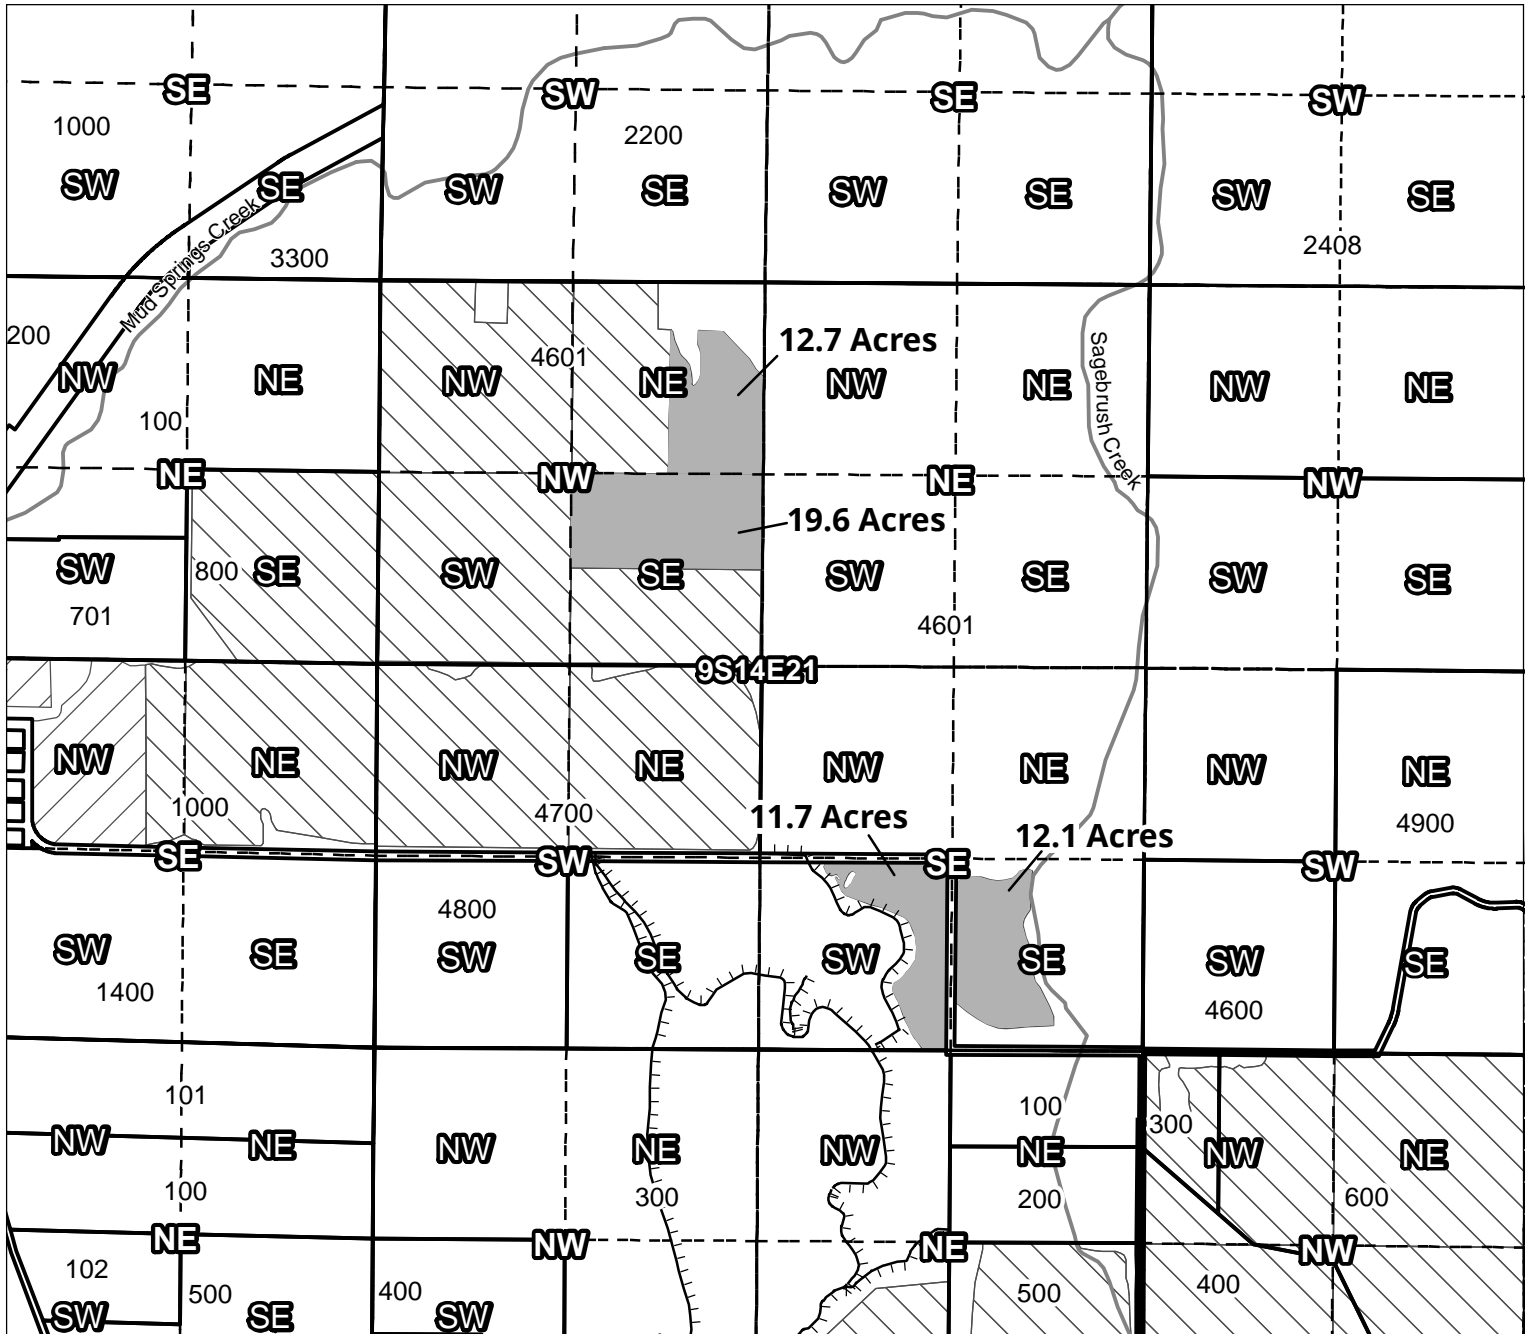 SE SW SE SW
1000 2200
SW SE SW SE SW SE SW SE
Mud Springs Creek
3300 2408
200 12.7 Acres
NW NE NW 4601 NE NW NE NW NE
Sagebrush Creek
100
NE NW NE NW
19.6 Acres
SW 800 SE SW SE SW SE SW SE
701 4601
9S14E21
NW NE NW NE NW NE NW NE
1000 4700 11.7 Acres 12.1 Acres 4900
SE SW SE SW
4800
SW SE SW SE SW SE SW SE
1400 4600
101 100 300
NW NE NW NE NW NE NW NE
100 300 200 600
NE NW NE NW
102 500 400 500 400
SW SE SW